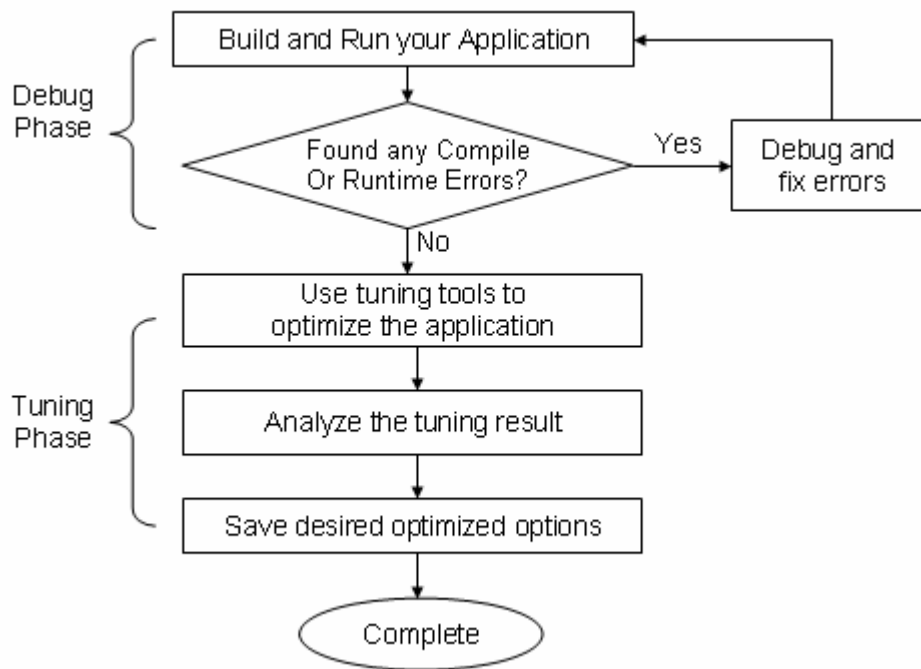 Build and Run your Application
Debug
Phase
Found any Compile
Or Runtime Errors?
Yes
Debug and
fix errors
No
Use tuning tools to
optimize the application
Tuning
Phase
Analyze the tuning result
Save desired optimized options
Complete